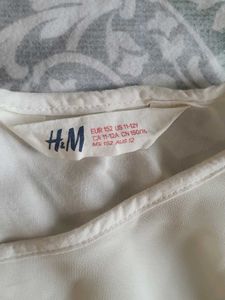 H&M
EUR 152 US 11-12Y
CA 11-12A CN 150/76
MX 152 AUS 12